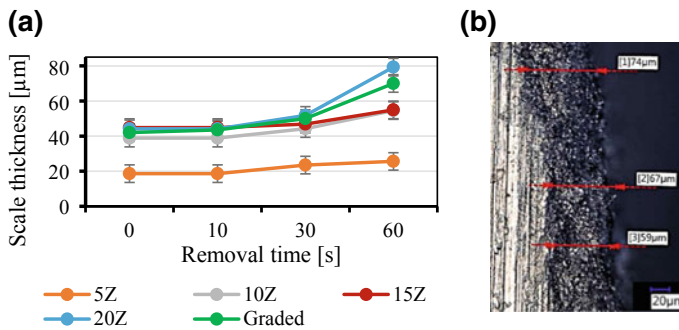 (a)
Scale thickness [µm]
80
60
40
20
0
0 10 30 60
Removal time [s]
5Z 10Z 15Z
20Z Graded
(b)
[1]74µm
[2]67µm
[3]59µm
20µm